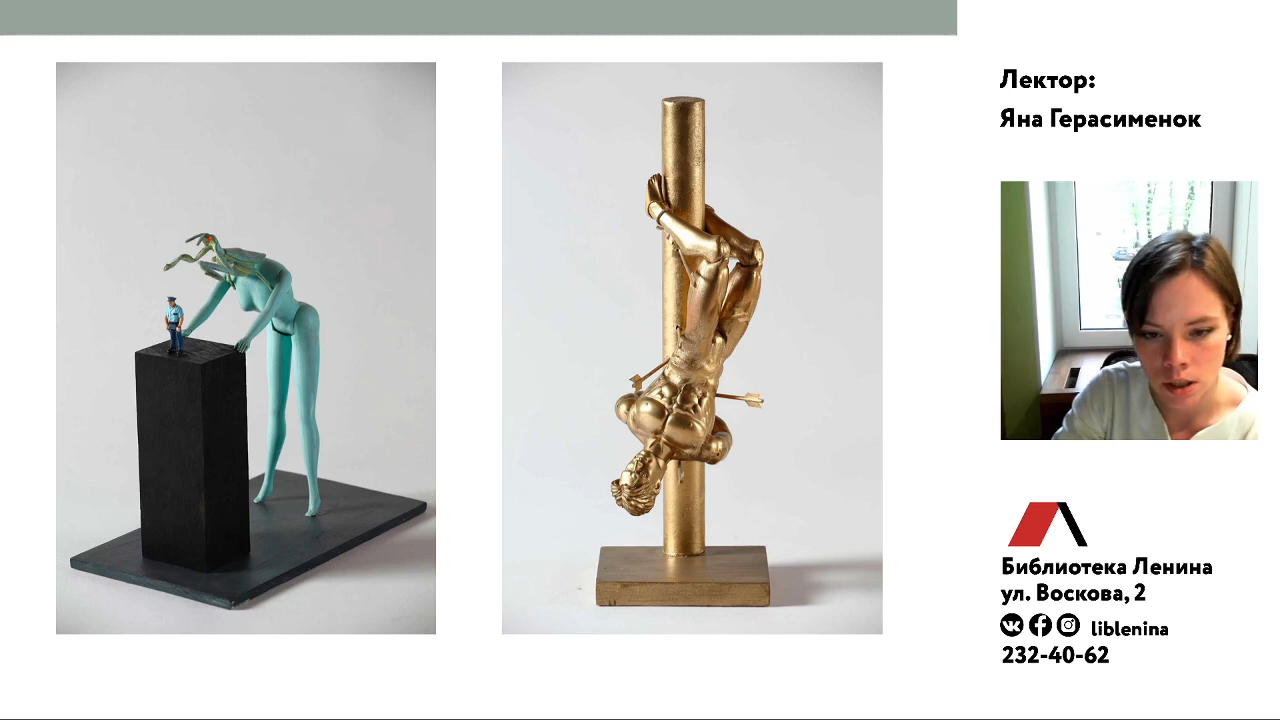 Лектор:
Яна Герасименок
Библиотека Ленина
ул. Воскова, 2
liblenina
232-40-62